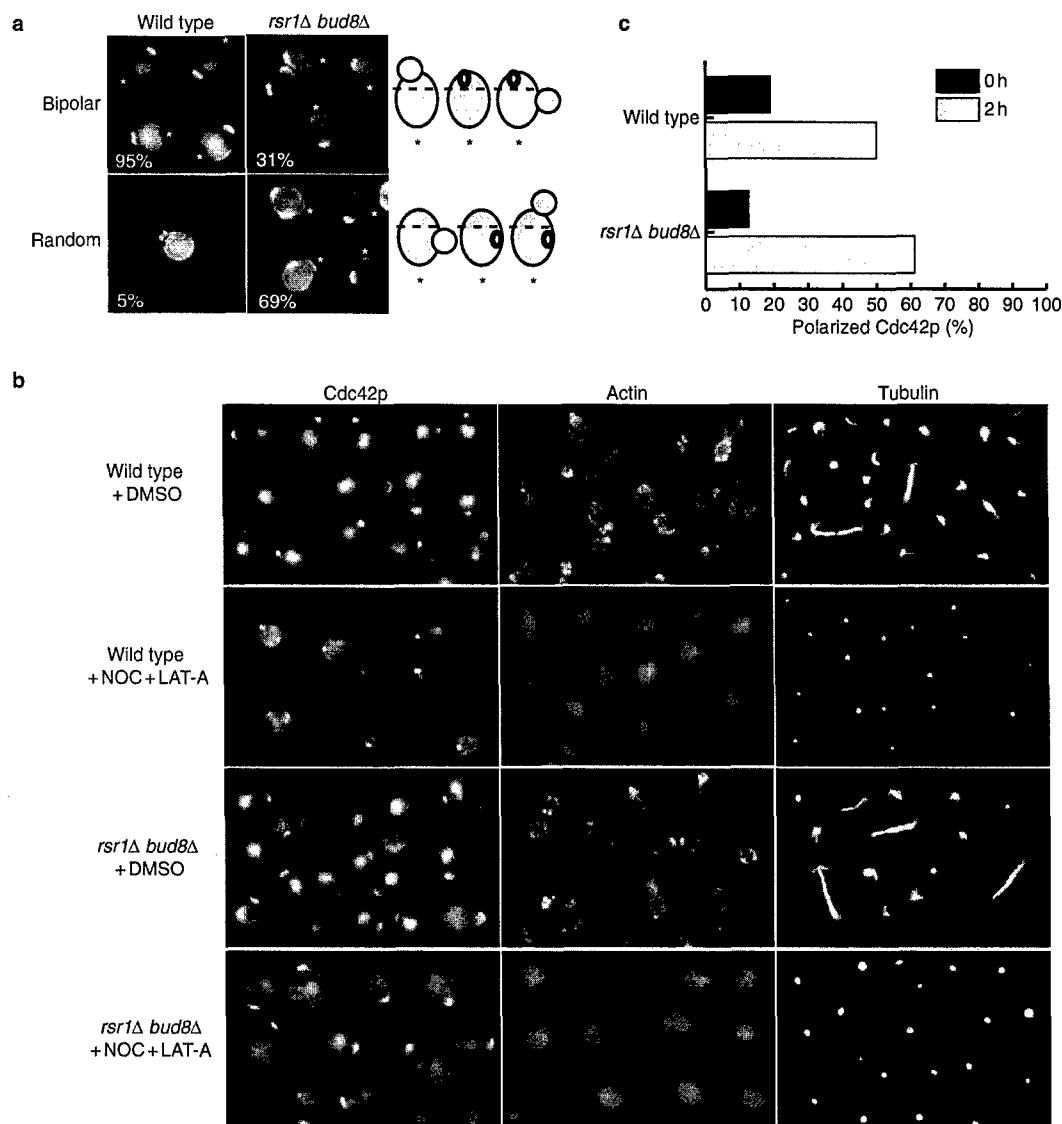 a
Wild type
rsr1Δ bud8Δ
Bipolar
95%
31%
Random
5%
69%
* * *
* * *
c
0 h
2 h
Wild type
rsr1Δ bud8Δ
0 10 20 30 40 50 60 70 80 90 100
Polarized Cdc42p (%)
b
Cdc42p
Actin
Tubulin
Wild type
+ DMSO
Wild type
+ NOC + LAT-A
rsr1Δ bud8Δ
+ DMSO
rsr1Δ bud8Δ
+ NOC + LAT-A